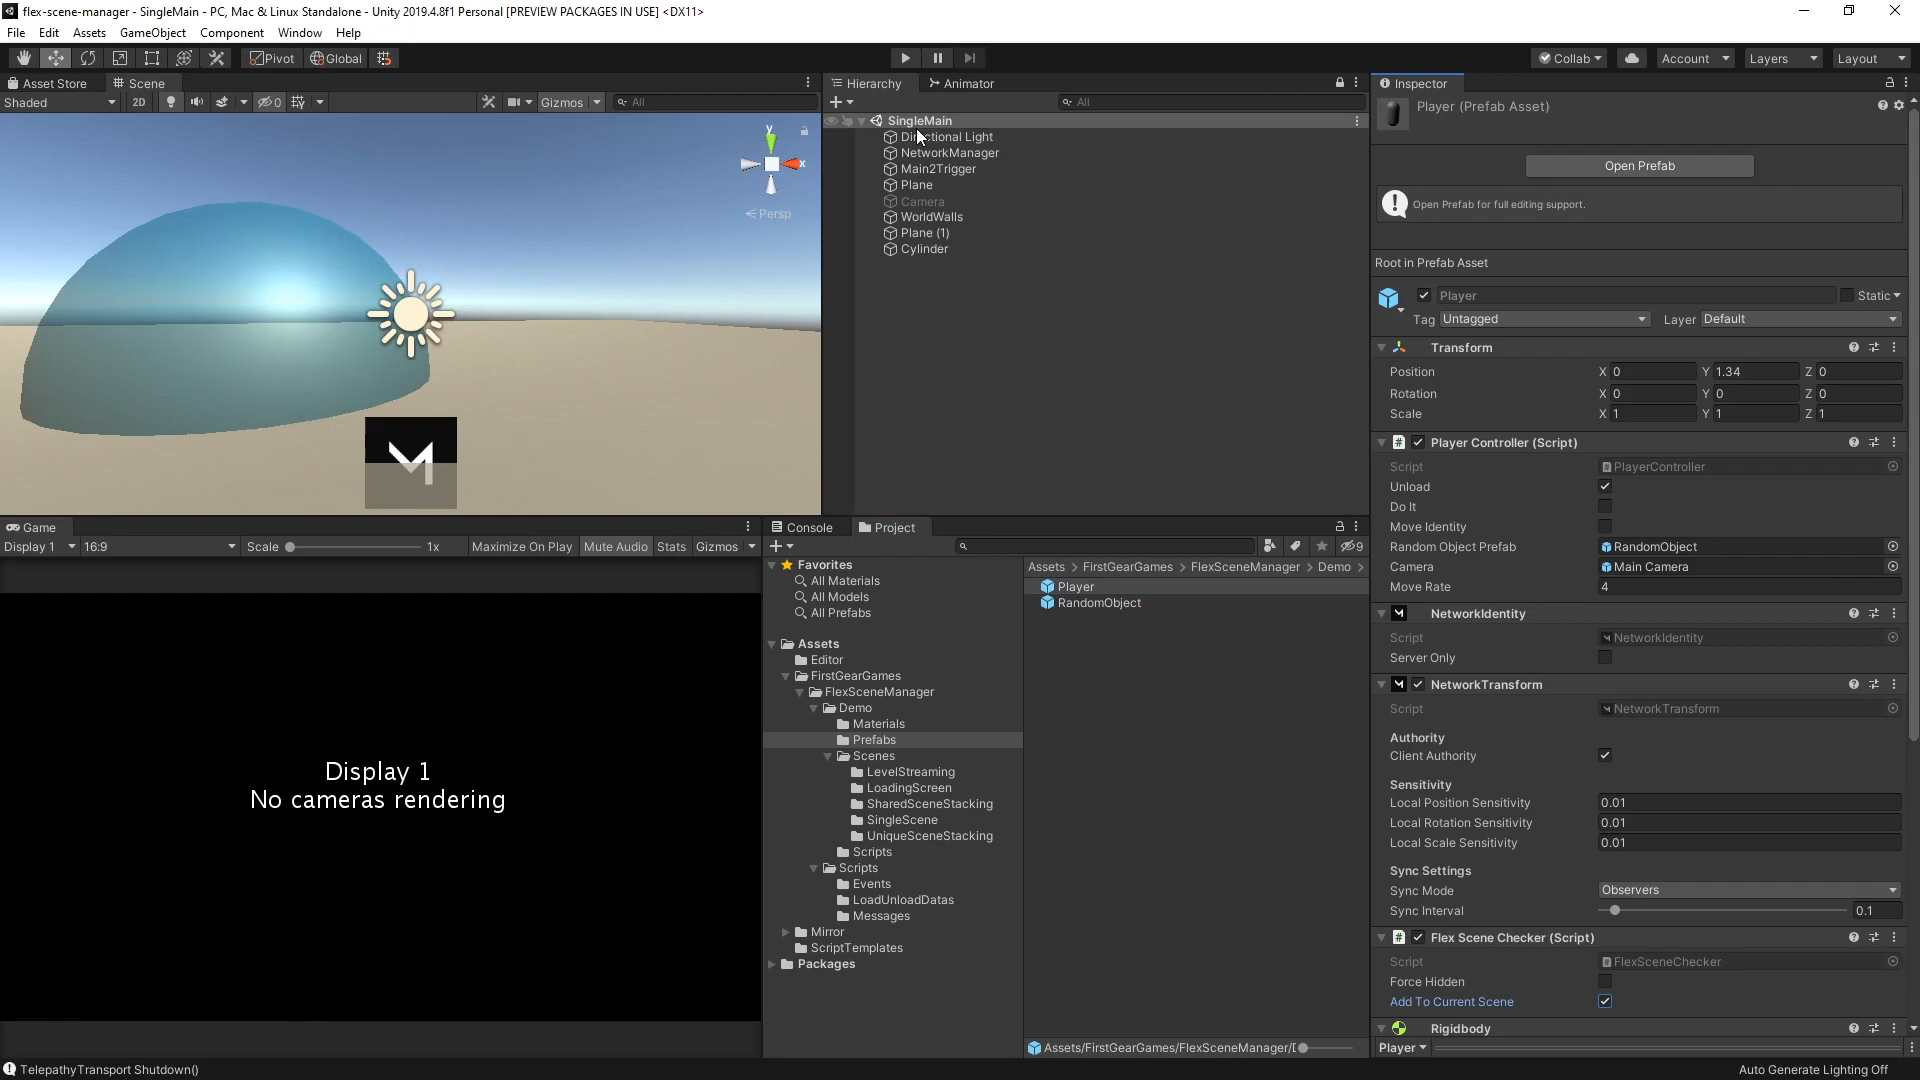 flex-scene-manager - SingleMain - PC, Mac & Linux Standalone - Unity 2019.4.8f1 Personal [PREVIEW PACKAGES IN USE] <DX11>
File Edit Assets GameObject Component Window Help
Pivot Global Collab Account Layers Layout
Asset Store Scene
Shaded 2D 0 Gizmos All
y
x
Persp
Hierarchy Animator
All
SingleMain
Directional Light
NetworkManager
Main2Trigger
Plane
Camera
WorldWalls
Plane (1)
Cylinder
Game
Display 1 16:9 Scale 1x Maximize On Play Mute Audio Stats Gizmos
Display 1
No cameras rendering
Console Project
9
Favorites
All Materials
All Models
All Prefabs
Assets
Editor
FirstGearGames
FlexSceneManager
Demo
Materials
Prefabs
Scenes
LevelStreaming
LoadingScreen
SharedSceneStacking
SingleScene
UniqueSceneStacking
Scripts
Scripts
Events
LoadUnloadDatas
Messages
Mirror
ScriptTemplates
Packages
Assets > FirstGearGames > FlexSceneManager > Demo >
Player
RandomObject
Assets/FirstGearGames/FlexSceneManager/D
Inspector
Player (Prefab Asset)
Open Prefab
Open Prefab for full editing support.
Root in Prefab Asset
Player Static
Tag Untagged Layer Default
Transform
Position X 0 Y 1.34 Z 0
Rotation X 0 Y 0 Z 0
Scale X 1 Y 1 Z 1
# Player Controller (Script)
Script PlayerController
Unload
Do It
Move Identity
Random Object Prefab RandomObject
Camera Main Camera
Move Rate 4
NetworkIdentity
Script NetworkIdentity
Server Only
NetworkTransform
Script NetworkTransform
Authority
Client Authority
Sensitivity
Local Position Sensitivity 0.01
Local Rotation Sensitivity 0.01
Local Scale Sensitivity 0.01
Sync Settings
Sync Mode Observers
Sync Interval 0.1
# Flex Scene Checker (Script)
Script FlexSceneChecker
Force Hidden
Add To Current Scene
Rigidbody
Player
TelepathyTransport Shutdown()
Auto Generate Lighting Off